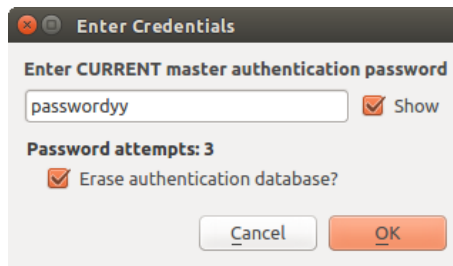 Enter Credentials
Enter CURRENT master authentication password
passwordyy Show
Password attempts: 3
Erase authentication database?
Cancel OK